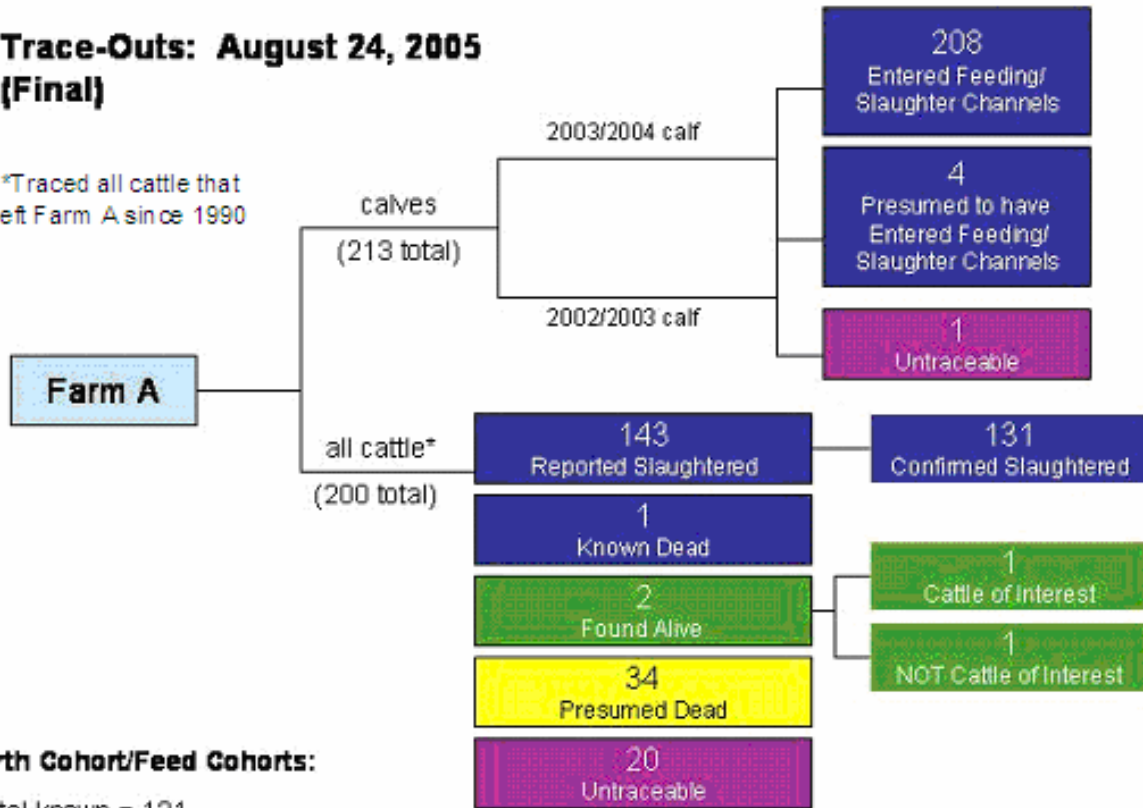 Trace-Outs: August 24, 2005
(Final)
*Traced all cattle that
eft Farm A since 1990
Farm A
calves
(213 total)
2003/2004 calf
2002/2003 calf
208
Entered Feeding/
Slaughter Channels
4
Presumed to have
Entered Feeding/
Slaughter Channels
1
Untraceable
all cattle*
(200 total)
143
Reported Slaughtered
131
Confirmed Slaughtered
1
Known Dead
2
Found Alive
1
Cattle of Interest
1
NOT Cattle of Interest
34
Presumed Dead
20
Untraceable
rth Cohort/Feed Cohorts: